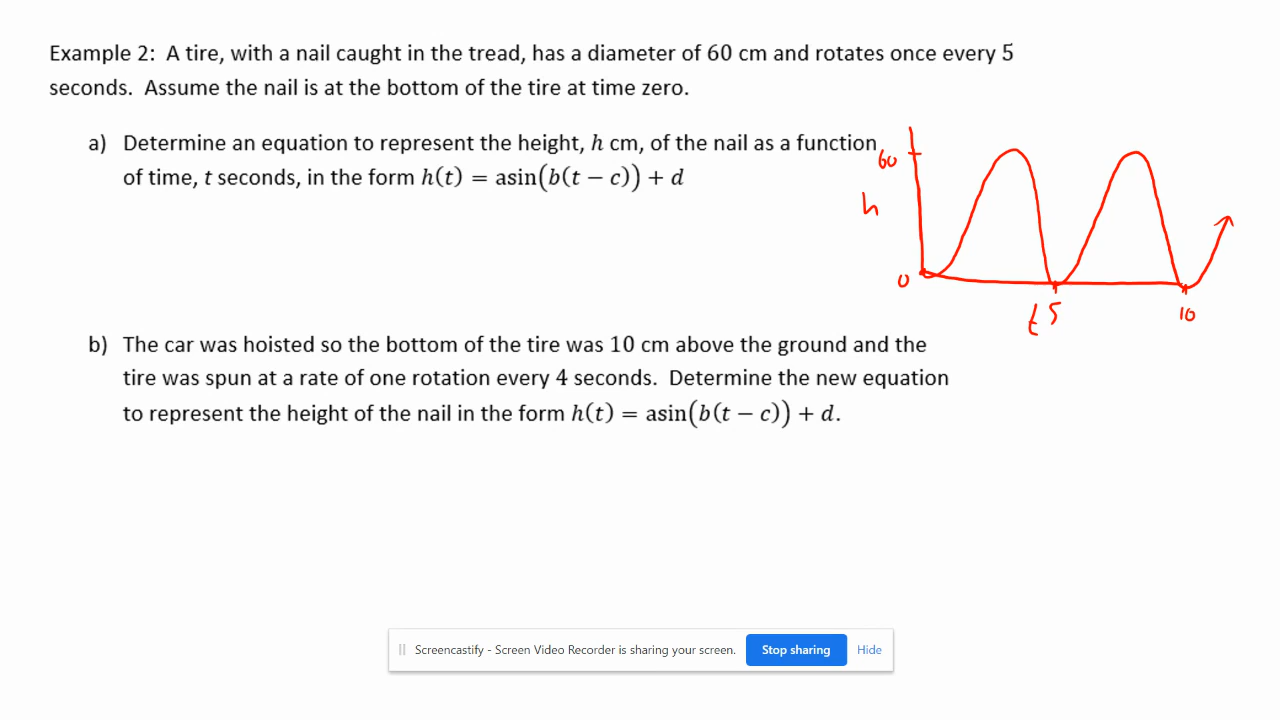 Example 2: A tire, with a nail caught in the tread, has a diameter of 60 cm and rotates once every 5
seconds. Assume the nail is at the bottom of the tire at time zero.
a) Determine an equation to represent the height, h cm, of the nail as a function
of time, t seconds, in the form h(t) = asin(b(t − c)) + d
60
h
0
t 5
10
b) The car was hoisted so the bottom of the tire was 10 cm above the ground and the
tire was spun at a rate of one rotation every 4 seconds. Determine the new equation
to represent the height of the nail in the form h(t) = asin(b(t − c)) + d.
Screencastify - Screen Video Recorder is sharing your screen. Stop sharing Hide